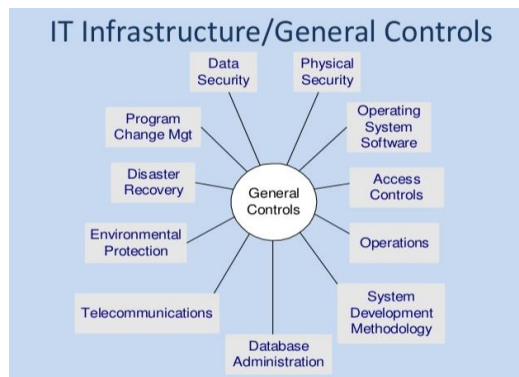 IT Infrastructure/General Controls
Data
Security
Physical
Security
Program
Change Mgt
Operating
System
Software
Disaster
Recovery
General
Controls
Access
Controls
Environmental
Protection
Operations
Telecommunications
System
Development
Methodology
Database
Administration